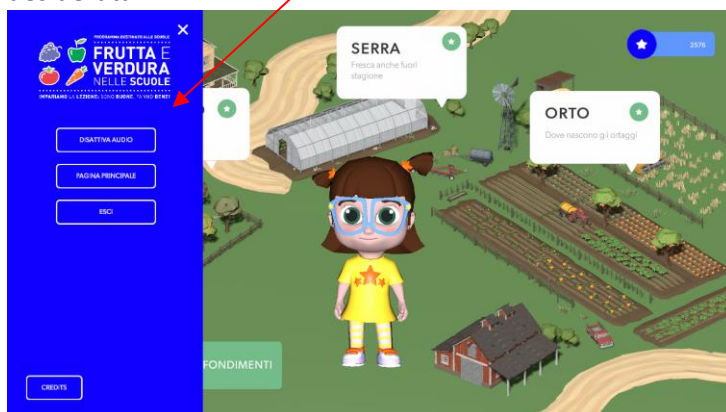 PROGRAMMA DESTINATO ALLE SCUOLE
FRUTTA E
VERDURA
NELLE SCUOLE
IMPARIAMO LA LEZIONE: SONO BUONE, TI FANNO BENE!
DISATTIVA AUDIO
PAGINA PRINCIPALE
ESCI
CREDITS
SERRA
Fresca anche fuori
stagione
ORTO
Dove nascono gli ortaggi
2576
FONDIMENTI